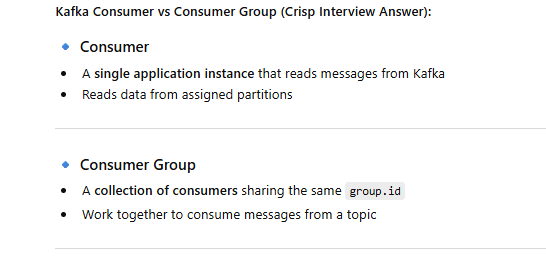 Kafka Consumer vs Consumer Group (Crisp Interview Answer):
Consumer
A single application instance that reads messages from Kafka
Reads data from assigned partitions
Consumer Group
A collection of consumers sharing the same group.id
Work together to consume messages from a topic